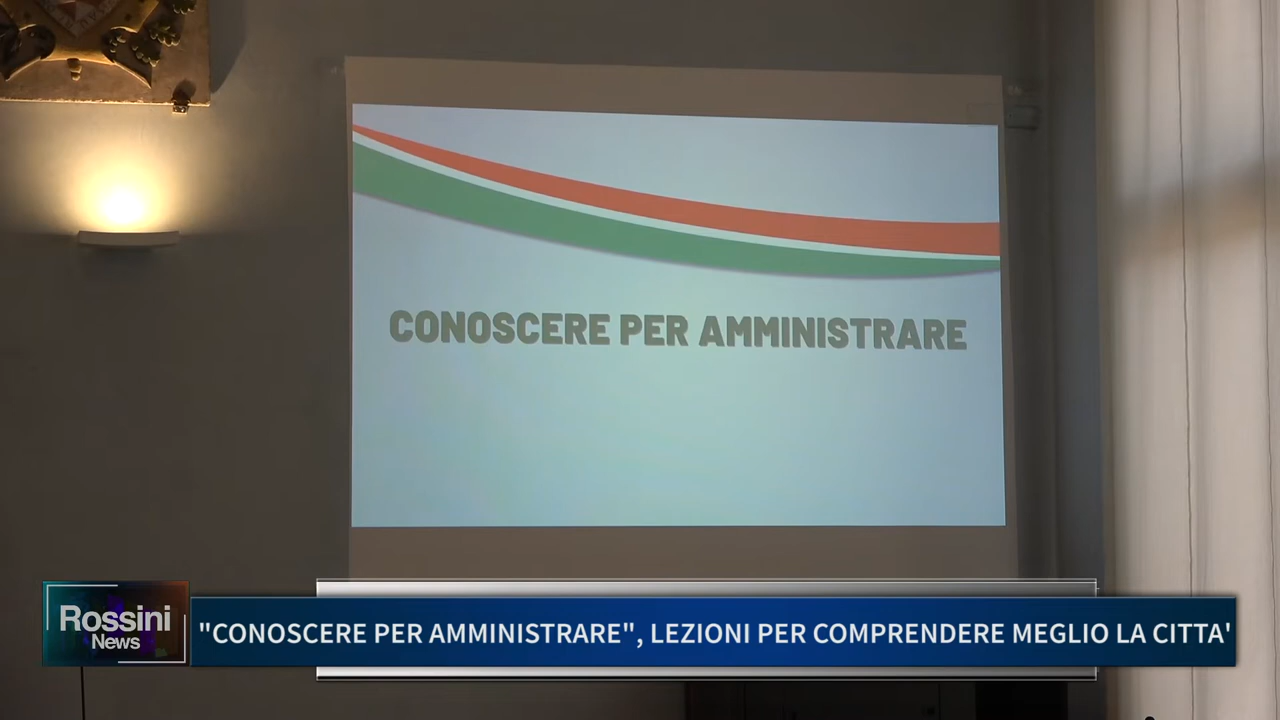 CONOSCERE PER AMMINISTRARE
Rossini
News
"CONOSCERE PER AMMINISTRARE", LEZIONI PER COMPRENDERE MEGLIO LA CITTA'